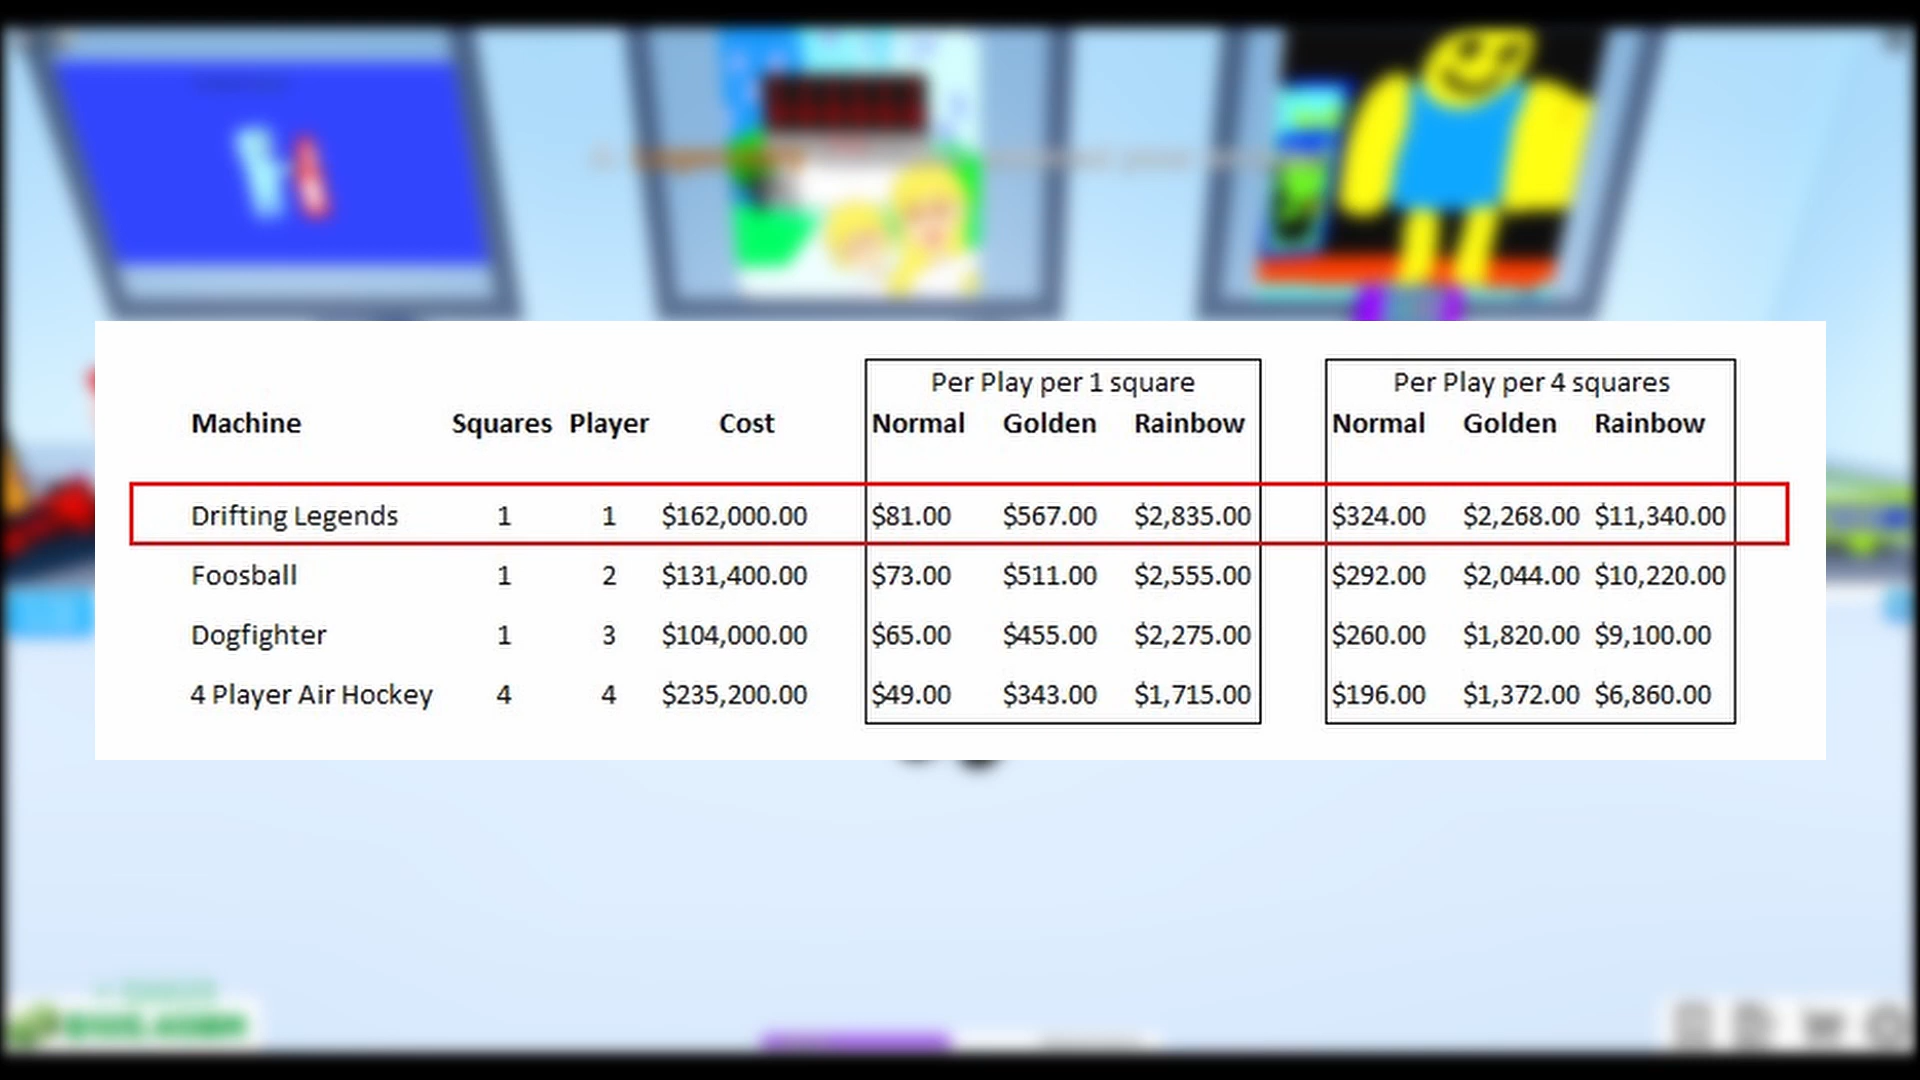 Per Play per 1 square Per Play per 4 squares
Machine Squares Player Cost Normal Golden Rainbow Normal Golden Rainbow
Drifting Legends 1 1 $162,000.00 $81.00 $567.00 $2,835.00 $324.00 $2,268.00 $11,340.00
Foosball 1 2 $131,400.00 $73.00 $511.00 $2,555.00 $292.00 $2,044.00 $10,220.00
Dogfighter 1 3 $104,000.00 $65.00 $455.00 $2,275.00 $260.00 $1,820.00 $9,100.00
4 Player Air Hockey 4 4 $235,200.00 $49.00 $343.00 $1,715.00 $196.00 $1,372.00 $6,860.00